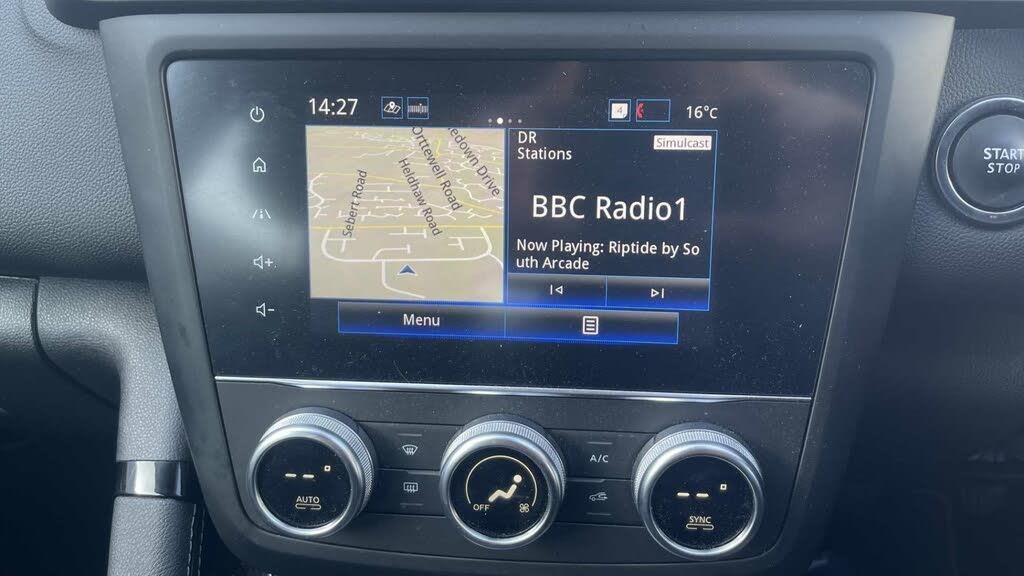 14:27
4
16°C
Orttewell Road
edown Drive
Heldhaw Road
Sebert Road
DR
Stations
Simulcast
BBC Radio1
Now Playing: Riptide by So
uth Arcade
Menu
START
STOP
AUTO
OFF
A/C
SYNC